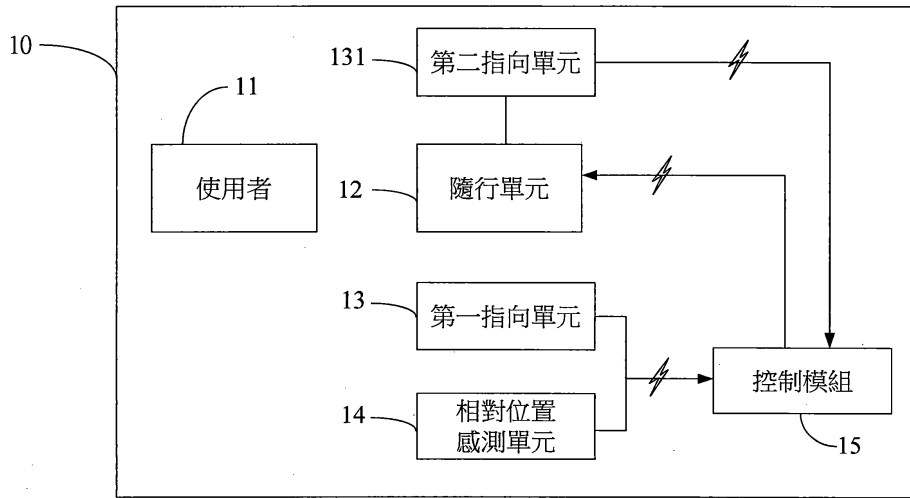 10
131
第二指向單元
11
使用者
12
隨行單元
13
第一指向單元
14
相對位置
感測單元
控制模組
15